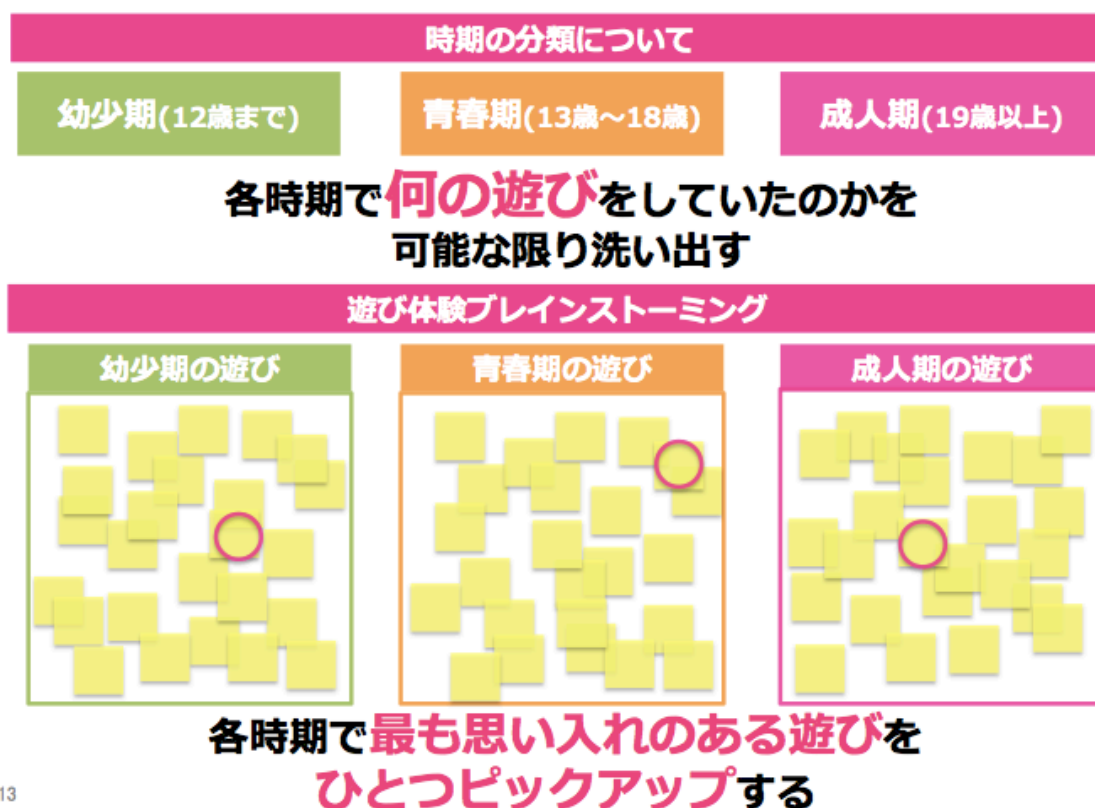 時期の分類について
幼少期(12歳まで)
青春期(13歳〜18歳)
成人期(19歳以上)
各時期で何の遊びをしていたのかを
可能な限り洗い出す
遊び体験ブレインストーミング
幼少期の遊び
青春期の遊び
成人期の遊び
各時期で最も思い入れのある遊びを
ひとつピックアップする
13